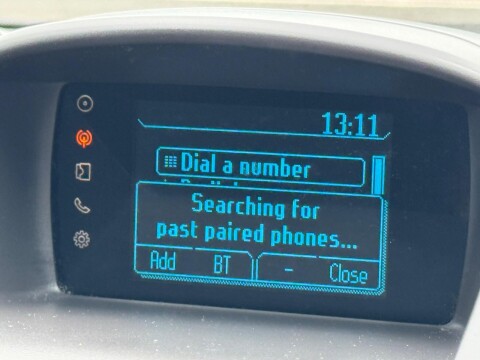 13:11
Dial a number
Searching for
past paired phones...
Add BT - Close